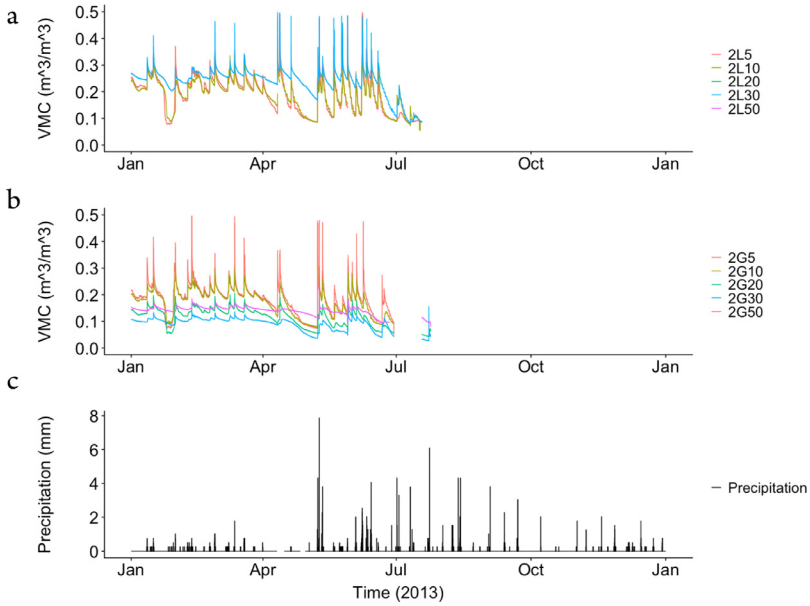 a
VMC (m^3/m^3)
0.5
0.4
0.3
0.2
0.1
0.0
Jan
Apr
Jul
Oct
Jan
2L5
2L10
2L20
2L30
2L50
b
VMC (m^3/m^3)
0.5
0.4
0.3
0.2
0.1
0.0
Jan
Apr
Jul
Oct
Jan
2G5
2G10
2G20
2G30
2G50
c
Precipitation (mm)
8
6
4
2
0
Jan
Apr
Jul
Oct
Jan
Time (2013)
Precipitation